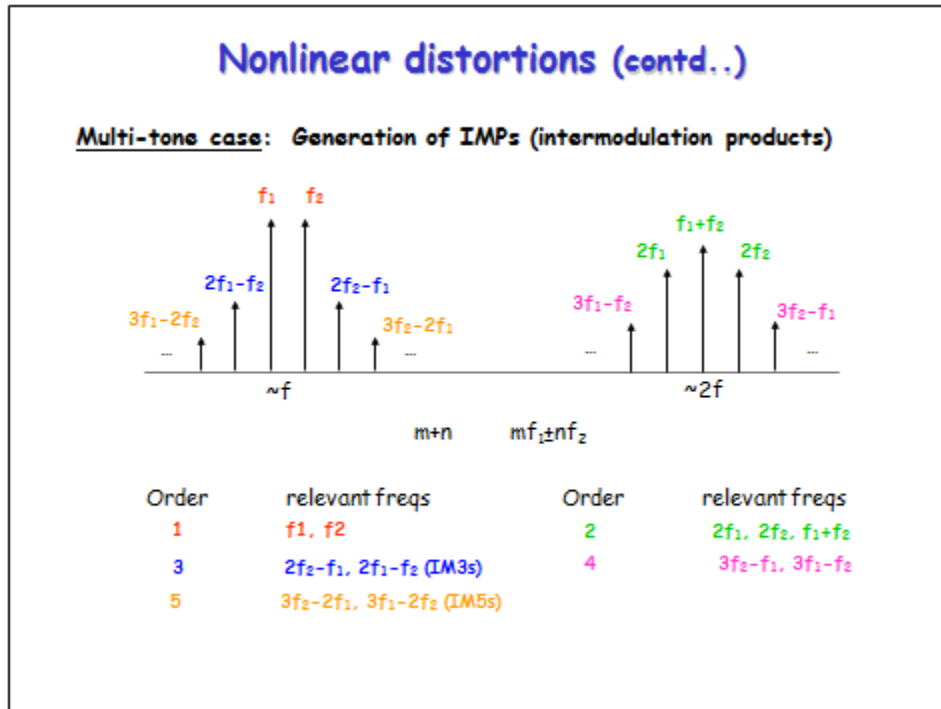 Nonlinear distortions (contd..)
Multi-tone case: Generation of IMPs (intermodulation products)
f₁ f₂
f₁+f₂
2f₁ 2f₂
2f₁-f₂ 2f₂-f₁
3f₁-f₂ 3f₂-f₁
3f₁-2f₂ 3f₂-2f₁
... ... ... ...
~f ~2f
m+n mf₁±nf₂
Order relevant freqs Order relevant freqs
1 f1, f2 2 2f₁, 2f₂, f₁+f₂
3 2f₂-f₁, 2f₁-f₂ (IM3s) 4 3f₂-f₁, 3f₁-f₂
5 3f₂-2f₁, 3f₁-2f₂ (IM5s)